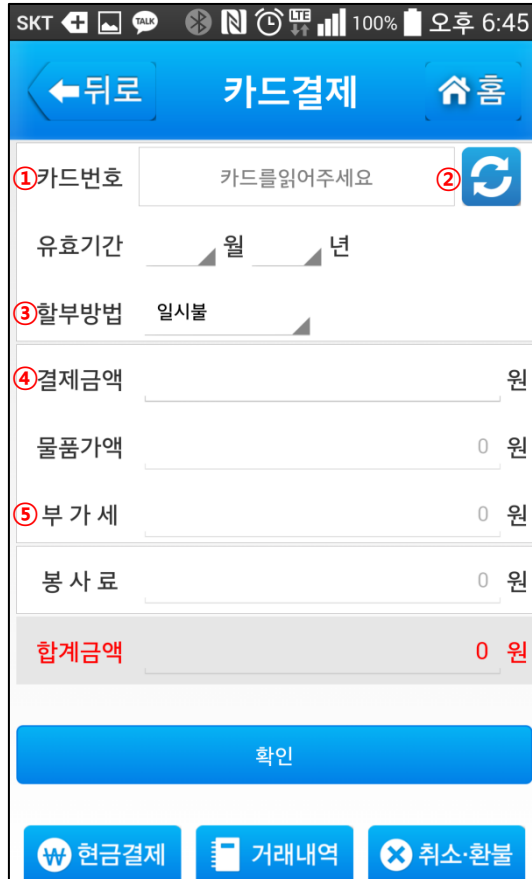 SKT TALK LTE 100% 오후 6:45
뒤로 카드결제 홈
①카드번호 카드를읽어주세요 ②
유효기간 월 년
③할부방법 일시불
④결제금액 원
물품가액 0 원
⑤부 가 세 0 원
봉 사 료 0 원
합계금액 0 원
확인
₩ 현금결제 거래내역 취소·환불